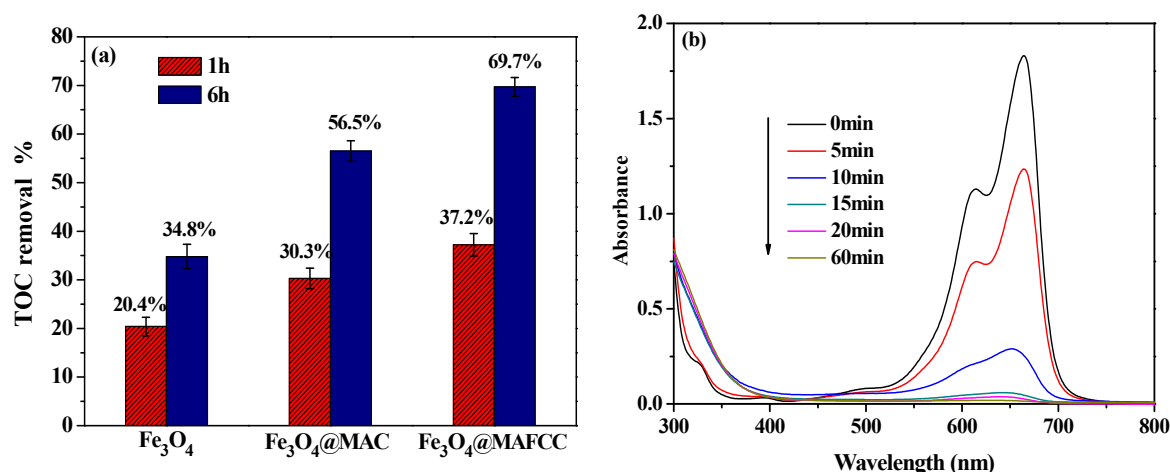 (a)
1h
6h
TOC removal %
80
70
60
50
40
30
20
10
0
20.4%
34.8%
30.3%
56.5%
37.2%
69.7%
Fe₃O₄
Fe₃O₄@MAC
Fe₃O₄@MAFCC
(b)
0min
5min
10min
15min
20min
60min
Absorbance
2.0
1.5
1.0
0.5
0.0
300 400 500 600 700 800
Wavelength (nm)